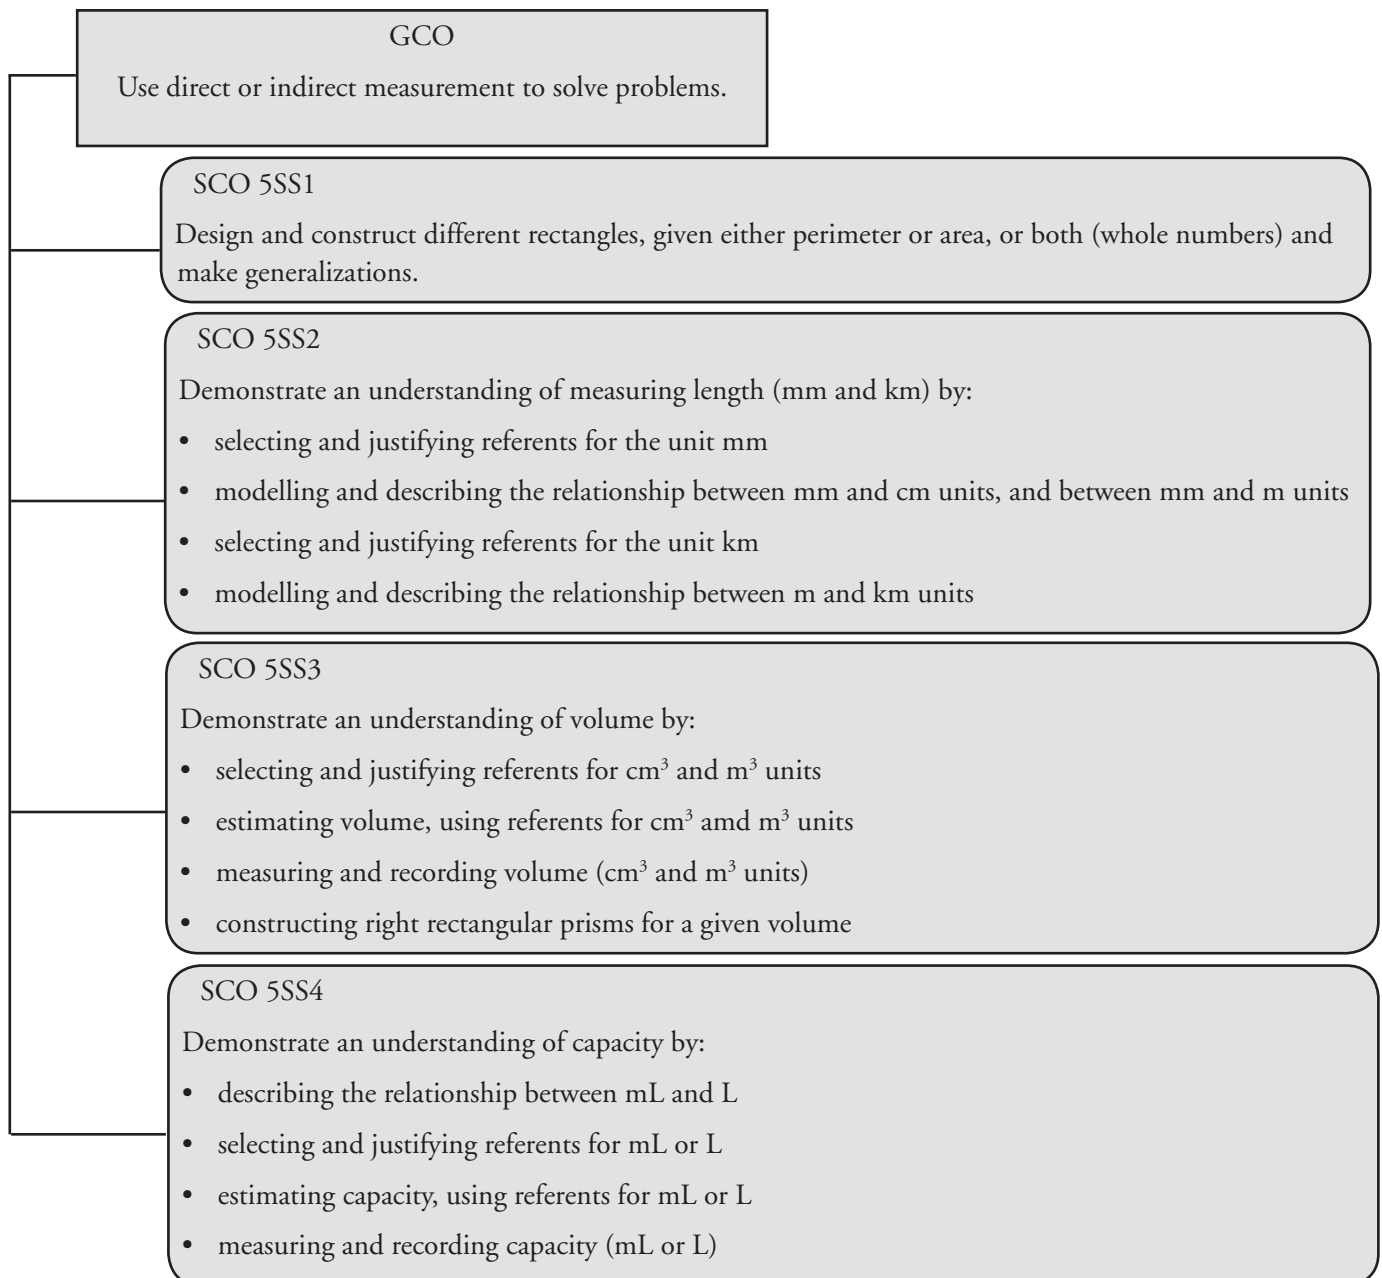 GCO
Use direct or indirect measurement to solve problems.
SCO 5SS1
Design and construct different rectangles, given either perimeter or area, or both (whole numbers) and
make generalizations.
SCO 5SS2
Demonstrate an understanding of measuring length (mm and km) by:
• selecting and justifying referents for the unit mm
• modelling and describing the relationship between mm and cm units, and between mm and m units
• selecting and justifying referents for the unit km
• modelling and describing the relationship between m and km units
SCO 5SS3
Demonstrate an understanding of volume by:
• selecting and justifying referents for cm³ and m³ units
• estimating volume, using referents for cm³ amd m³ units
• measuring and recording volume (cm³ and m³ units)
• constructing right rectangular prisms for a given volume
SCO 5SS4
Demonstrate an understanding of capacity by:
• describing the relationship between mL and L
• selecting and justifying referents for mL or L
• estimating capacity, using referents for mL or L
• measuring and recording capacity (mL or L)